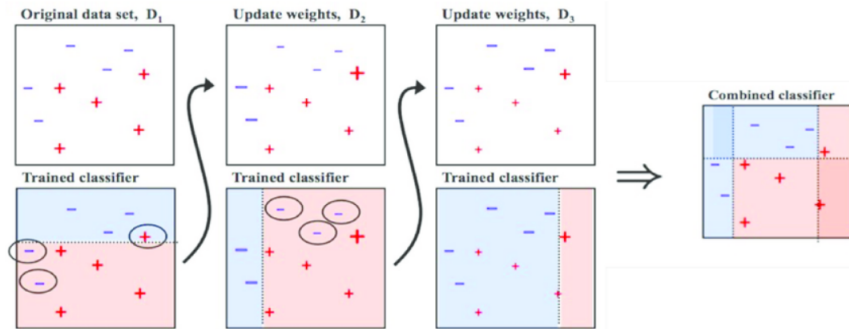 Original data set, D₁
Update weights, D₂
Update weights, D₃
Combined classifier
Trained classifier
Trained classifier
Trained classifier